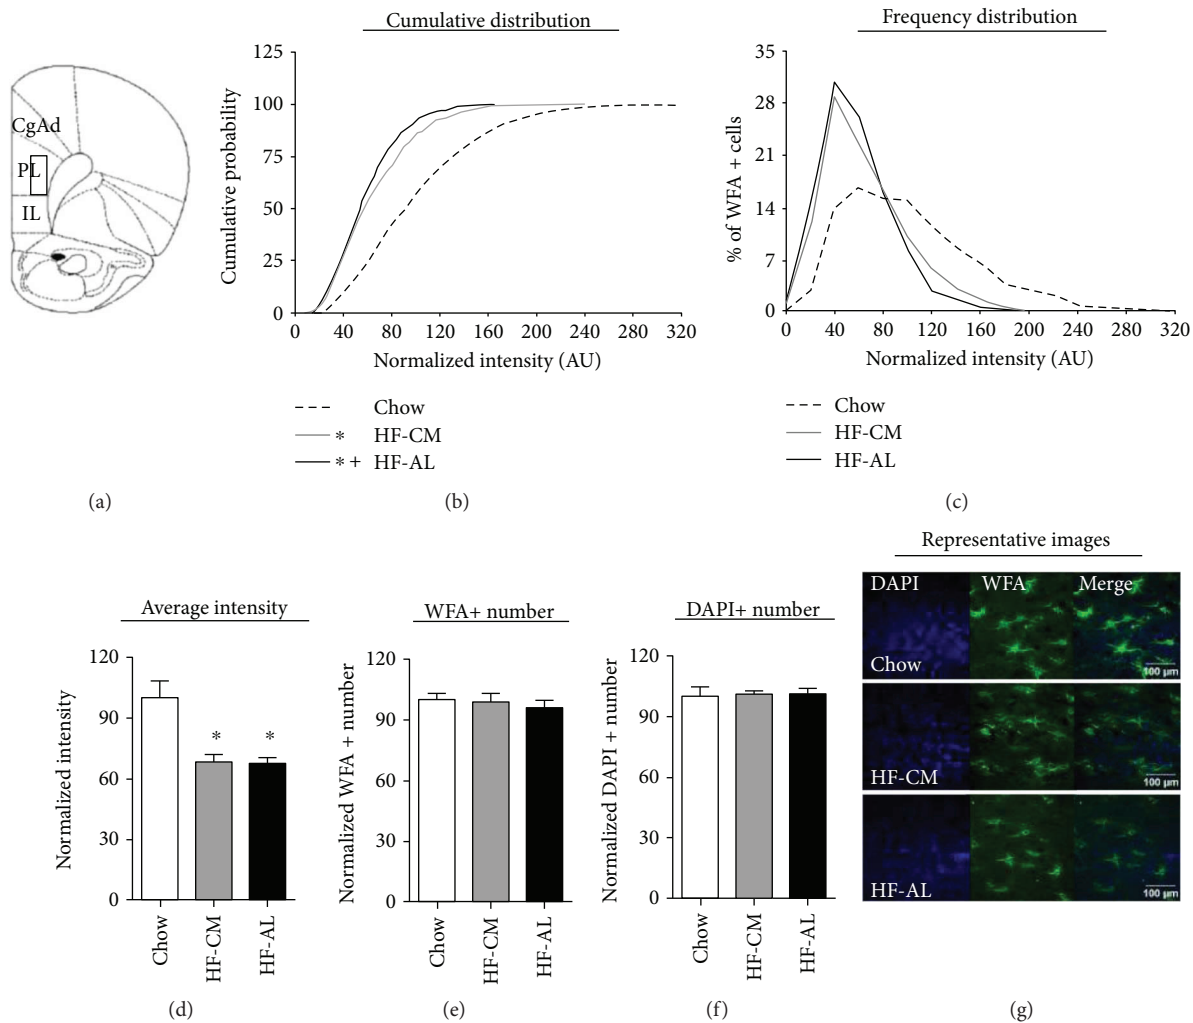 CgAd
PL
IL
(a)
Cumulative distribution
Cumulative probability
125
100
75
50
25
0
0 40 80 120 160 200 240 280 320
Normalized intensity (AU)
Chow
* HF-CM
* + HF-AL
(b)
Frequency distribution
% of WFA + cells
35
28
21
14
7
0
0 40 80 120 160 200 240 280 320
Normalized intensity (AU)
Chow
HF-CM
HF-AL
(c)
Average intensity
Normalized intensity
120
90
60
30
0
* *
Chow
HF-CM
HF-AL
(d)
WFA+ number
Normalized WFA + number
120
90
60
30
0
Chow
HF-CM
HF-AL
(e)
DAPI+ number
Normalized DAPI + number
120
90
60
30
0
Chow
HF-CM
HF-AL
(f)
Representative images
DAPI WFA Merge
Chow
100 µm
HF-CM
100 µm
HF-AL
100 µm
(g)